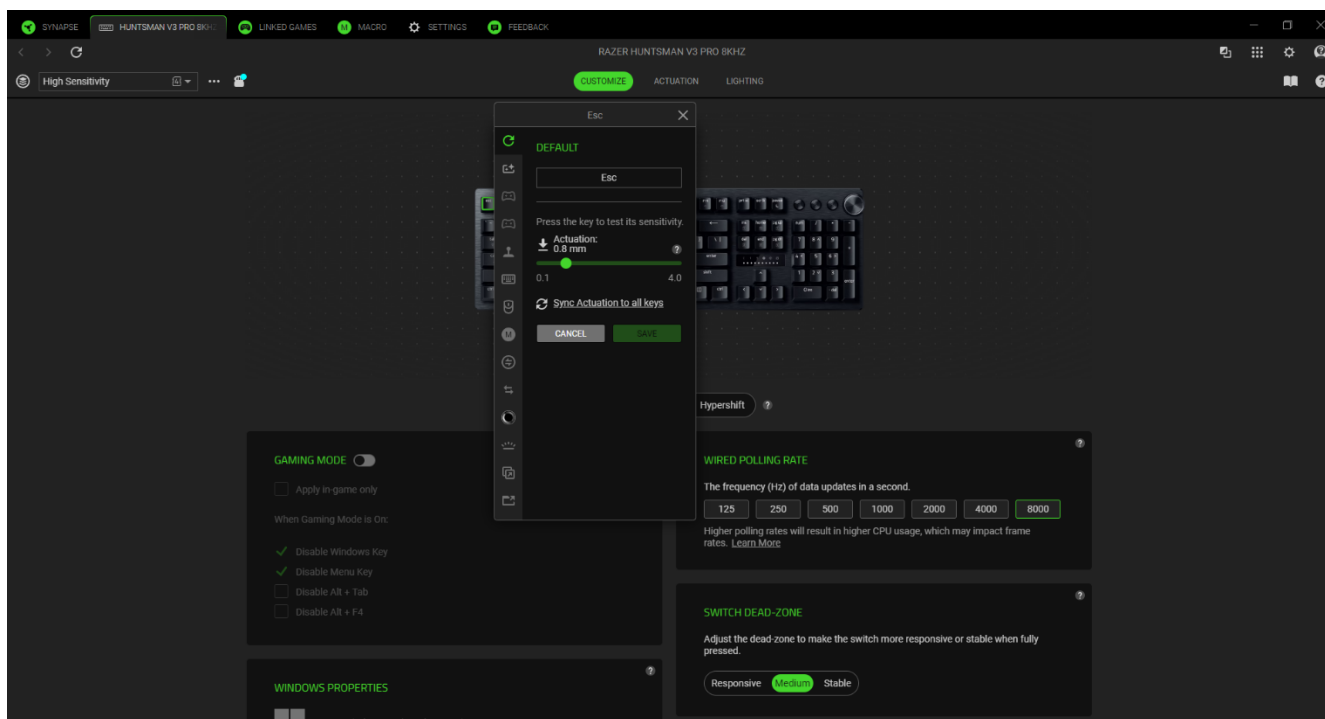 SYNAPSE
HUNTSMAN V3 PRO 8KH
LINKED GAMES
MACRO
SETTINGS
FEEDBACK
RAZER HUNTSMAN V3 PRO 8KHZ
High Sensitivity
CUSTOMIZE
ACTUATION
LIGHTING
Esc
DEFAULT
Esc
Press the key to test its sensitivity.
Actuation:
0.8 mm
0.1
4.0
Sync Actuation to all keys
CANCEL
SAVE
Hypershift
GAMING MODE
Apply in-game only
When Gaming Mode is On:
Disable Windows Key
Disable Menu Key
Disable Alt + Tab
Disable Alt + F4
WINDOWS PROPERTIES
WIRED POLLING RATE
The frequency (Hz) of data updates in a second.
125
250
500
1000
2000
4000
8000
Higher polling rates will result in higher CPU usage, which may impact frame
rates. Learn More
SWITCH DEAD-ZONE
Adjust the dead-zone to make the switch more responsive or stable when fully
pressed.
Responsive
Medium
Stable